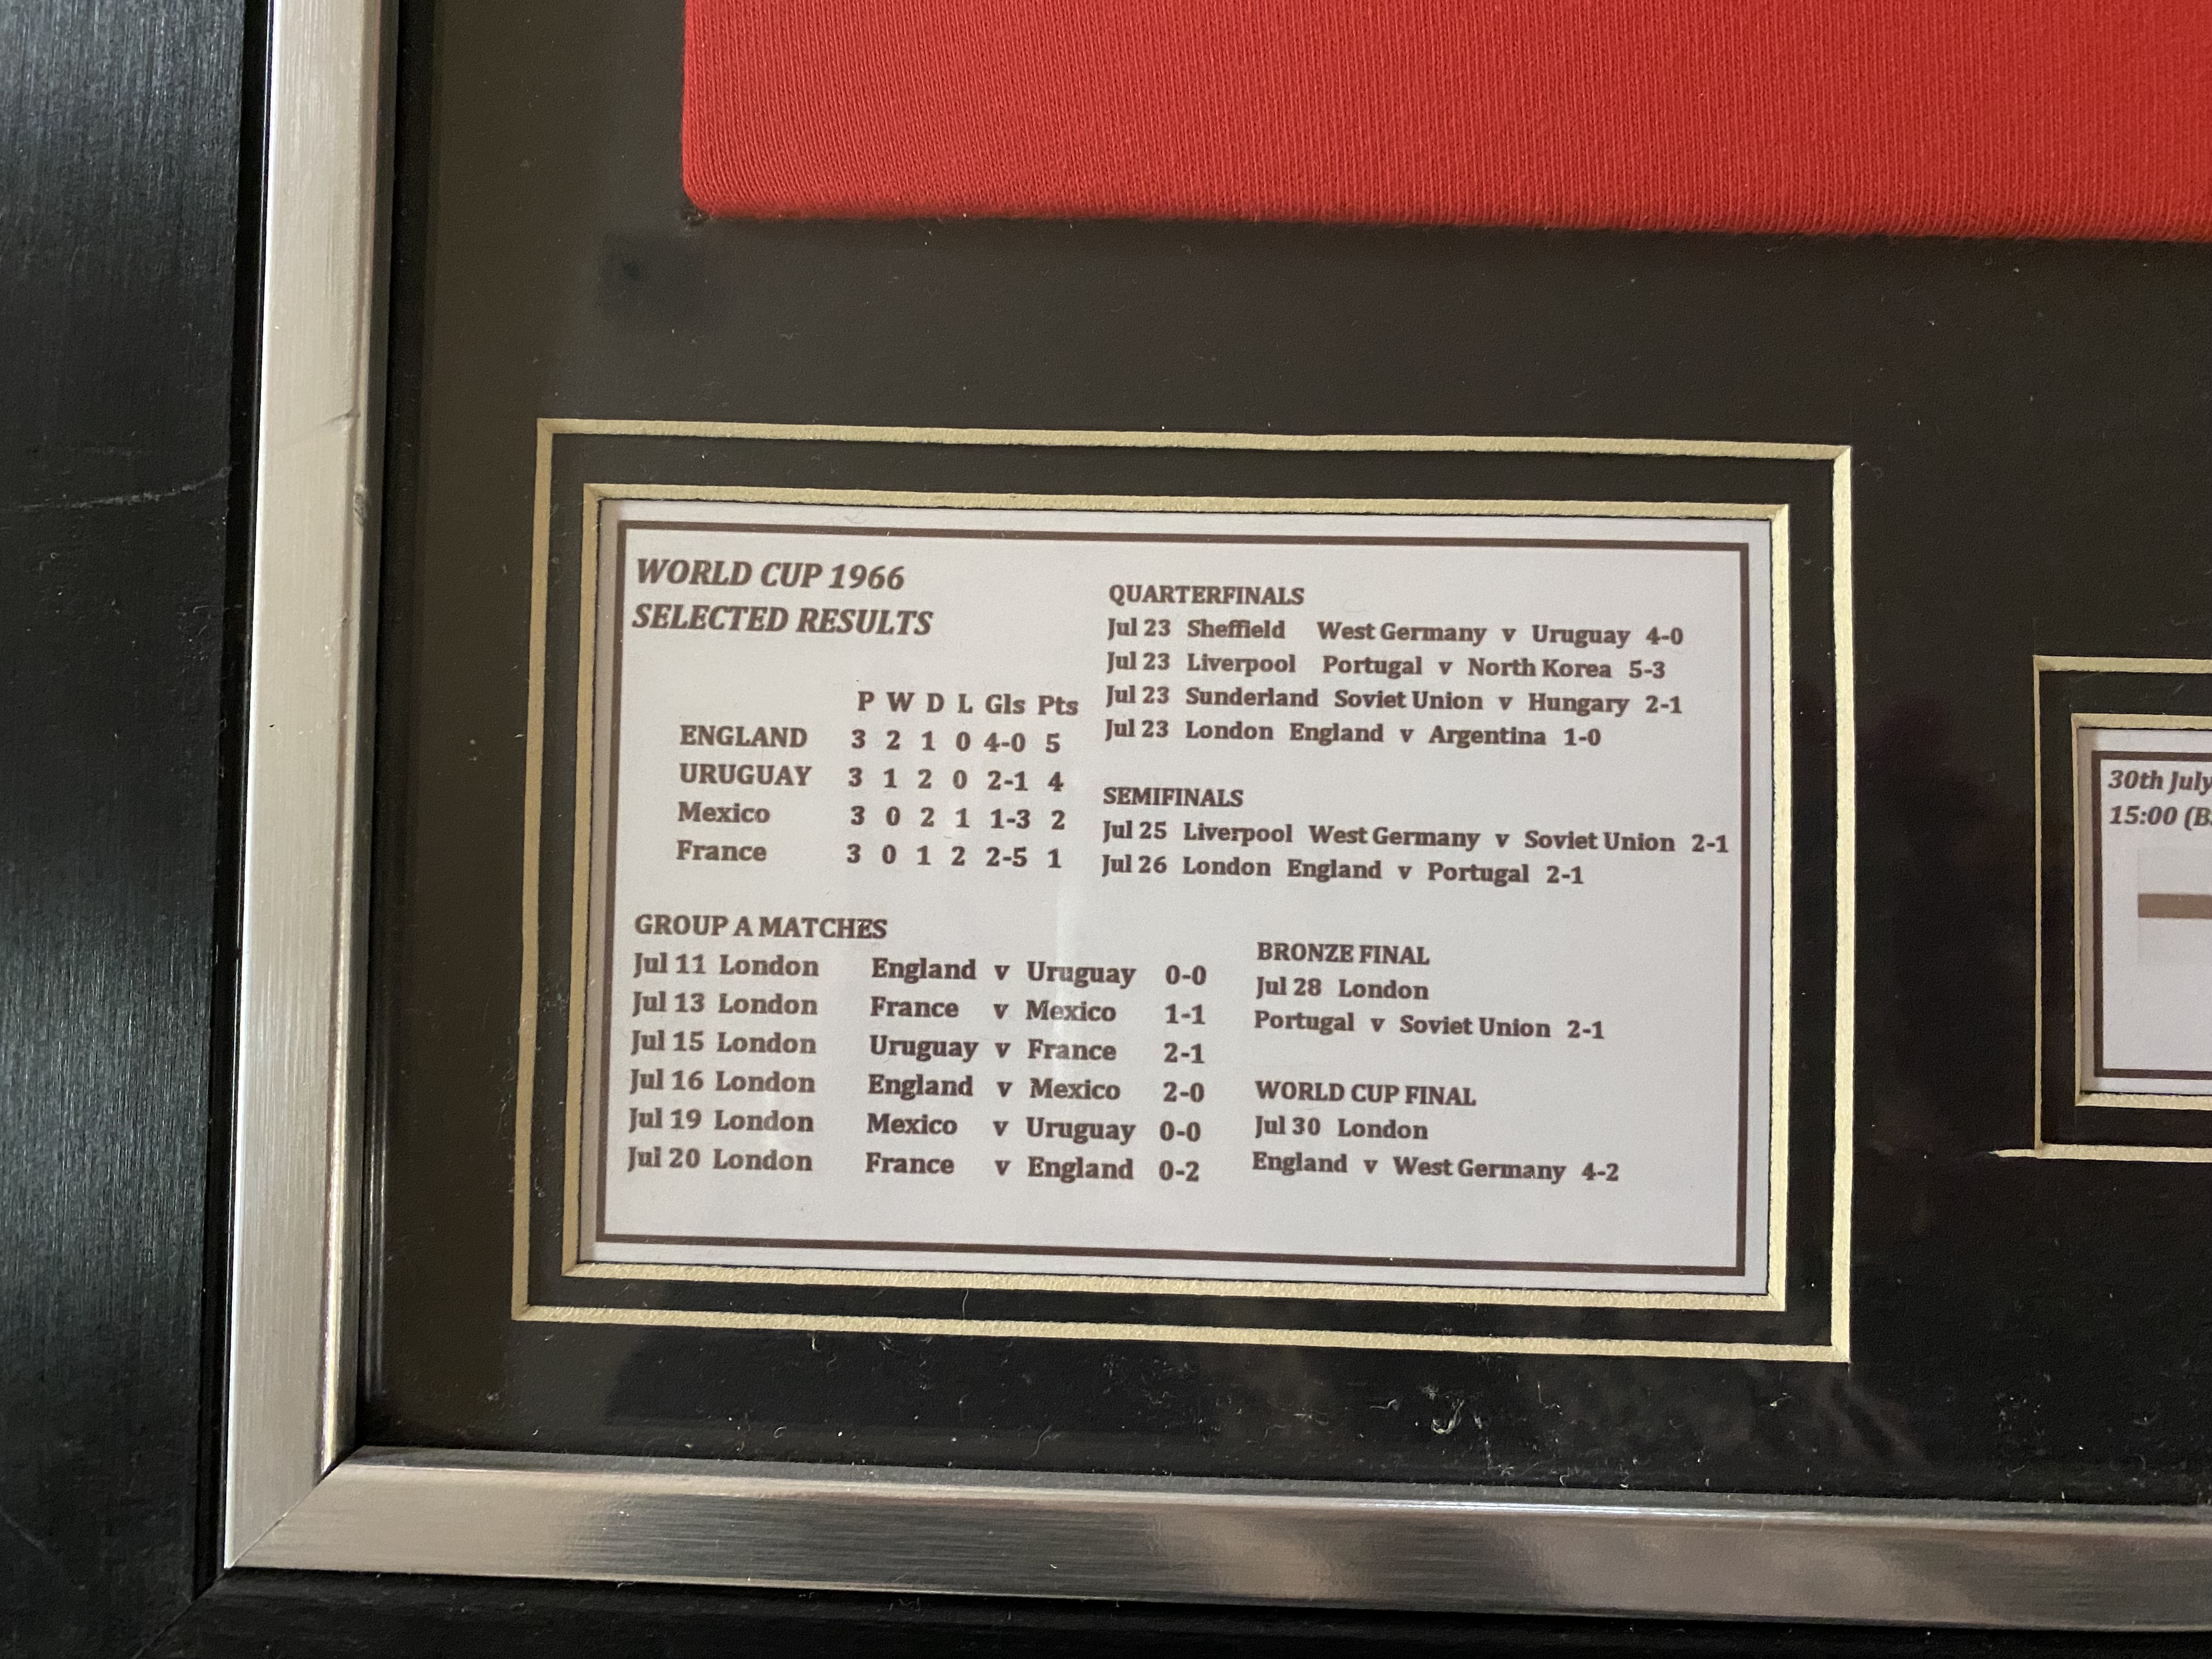 WORLD CUP 1966
SELECTED RESULTS
P W D L Gls Pts
ENGLAND 3 2 1 0 4-0 5
URUGUAY 3 1 2 0 2-1 4
Mexico 3 0 2 1 1-3 2
France 3 0 1 2 2-5 1
GROUP A MATCHES
Jul 11 London England v Uruguay 0-0
Jul 13 London France v Mexico 1-1
Jul 15 London Uruguay v France 2-1
Jul 16 London England v Mexico 2-0
Jul 19 London Mexico v Uruguay 0-0
Jul 20 London France v England 0-2
QUARTERFINALS
Jul 23 Sheffield West Germany v Uruguay 4-0
Jul 23 Liverpool Portugal v North Korea 5-3
Jul 23 Sunderland Soviet Union v Hungary 2-1
Jul 23 London England v Argentina 1-0
SEMIFINALS
Jul 25 Liverpool West Germany v Soviet Union 2-1
Jul 26 London England v Portugal 2-1
BRONZE FINAL
Jul 28 London
Portugal v Soviet Union 2-1
WORLD CUP FINAL
Jul 30 London
England v West Germany 4-2
30th July
15:00